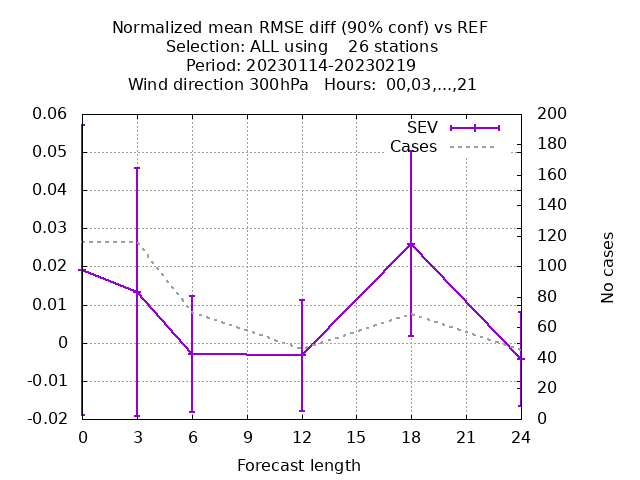 Normalized mean RMSE diff (90% conf) vs REF
Selection: ALL using    26 stations
Period: 20230114-20230219
Wind direction 300hPa   Hours:  00,03,...,21
0.06
0.05
0.04
0.03
0.02
0.01
0
-0.01
-0.02
200
180
160
140
120
100
80
60
40
20
0
SEV
Cases
No cases
0 3 6 9 12 15 18 21 24
Forecast length